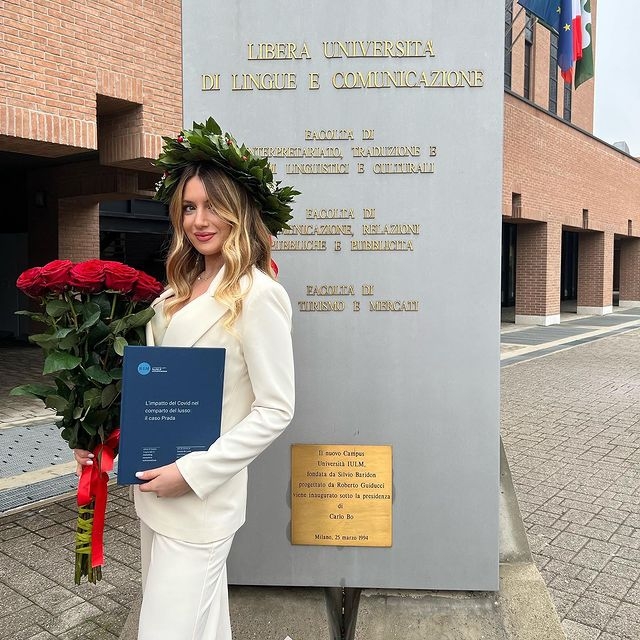 LIBERA UNIVERSITÀ
DI LINGUE E COMUNICAZIONE
FACOLTÀ DI
INTERPRETARIATO, TRADUZIONE E
LINGUISTICI E CULTURALI
FACOLTÀ DI
RELAZIONI
PUBBLICHE E PUBBLICITÀ
FACOLTÀ DI
TURISMO E MERCATI
L'impatto del Covid nel
comparto del lusso:
il caso Prada
Il nuovo Campus
Università IULM,
fondata da Silvio Baridon
progettato da Roberto Guiducci
viene inaugurato sotto la presidenza
di
Carlo Bo
Milano, 25 marzo 1994